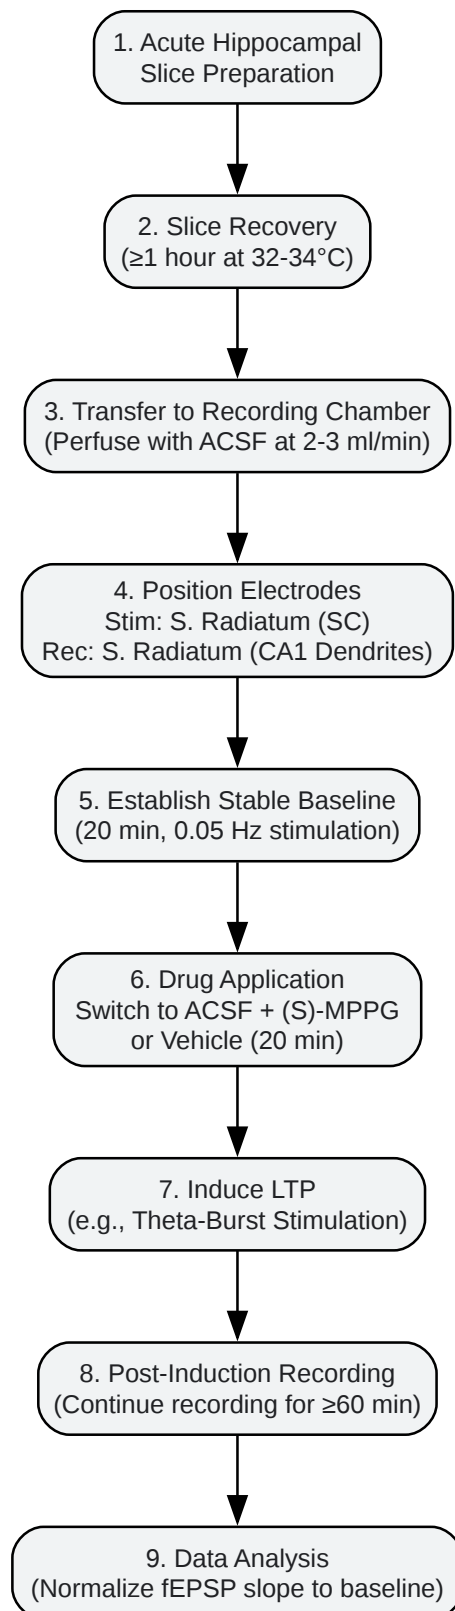 1. Acute Hippocampal
Slice Preparation
2. Slice Recovery
(≥1 hour at 32-34°C)
3. Transfer to Recording Chamber
(Perfuse with ACSF at 2-3 ml/min)
4. Position Electrodes
Stim: S. Radiatum (SC)
Rec: S. Radiatum (CA1 Dendrites)
5. Establish Stable Baseline
(20 min, 0.05 Hz stimulation)
6. Drug Application
Switch to ACSF + (S)-MPPG
or Vehicle (20 min)
7. Induce LTP
(e.g., Theta-Burst Stimulation)
8. Post-Induction Recording
(Continue recording for ≥60 min)
9. Data Analysis
(Normalize fEPSP slope to baseline)